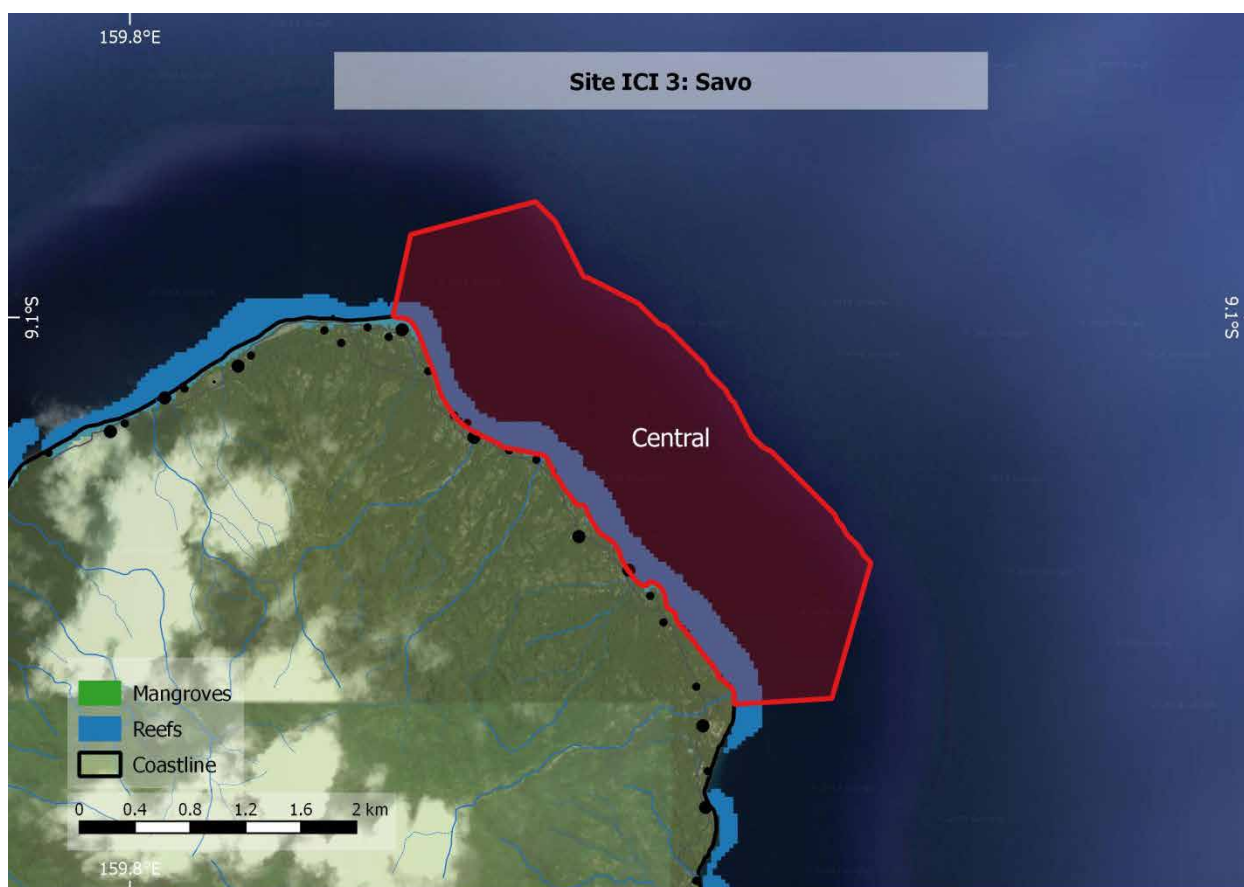 159.8°E
Site ICI 3: Savo
9.1°S
9.1°S
Central
Mangroves
Reefs
Coastline
0 0.4 0.8 1.2 1.6 2 km
159.8°E